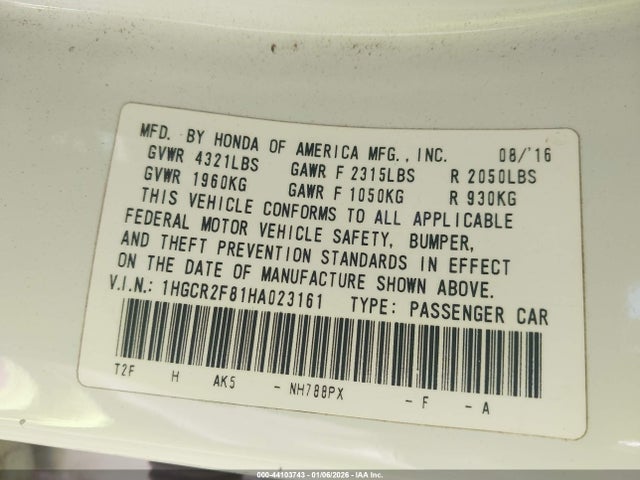 MFD. BY HONDA OF AMERICA MFG., INC. 08/'16
GVWR 4321LBS GAWR F 2315LBS R 2050LBS
GVWR 1960KG GAWR F 1050KG R 930KG
THIS VEHICLE CONFORMS TO ALL APPLICABLE
FEDERAL MOTOR VEHICLE SAFETY, BUMPER,
AND THEFT PREVENTION STANDARDS IN EFFECT
ON THE DATE OF MANUFACTURE SHOWN ABOVE.
V.I.N.: 1HGCR2F81HA023161 TYPE: PASSENGER CAR
T2F H AK5 - NH788PX - F - A
000-44103743 - 01/06/2026 - IAA Inc.